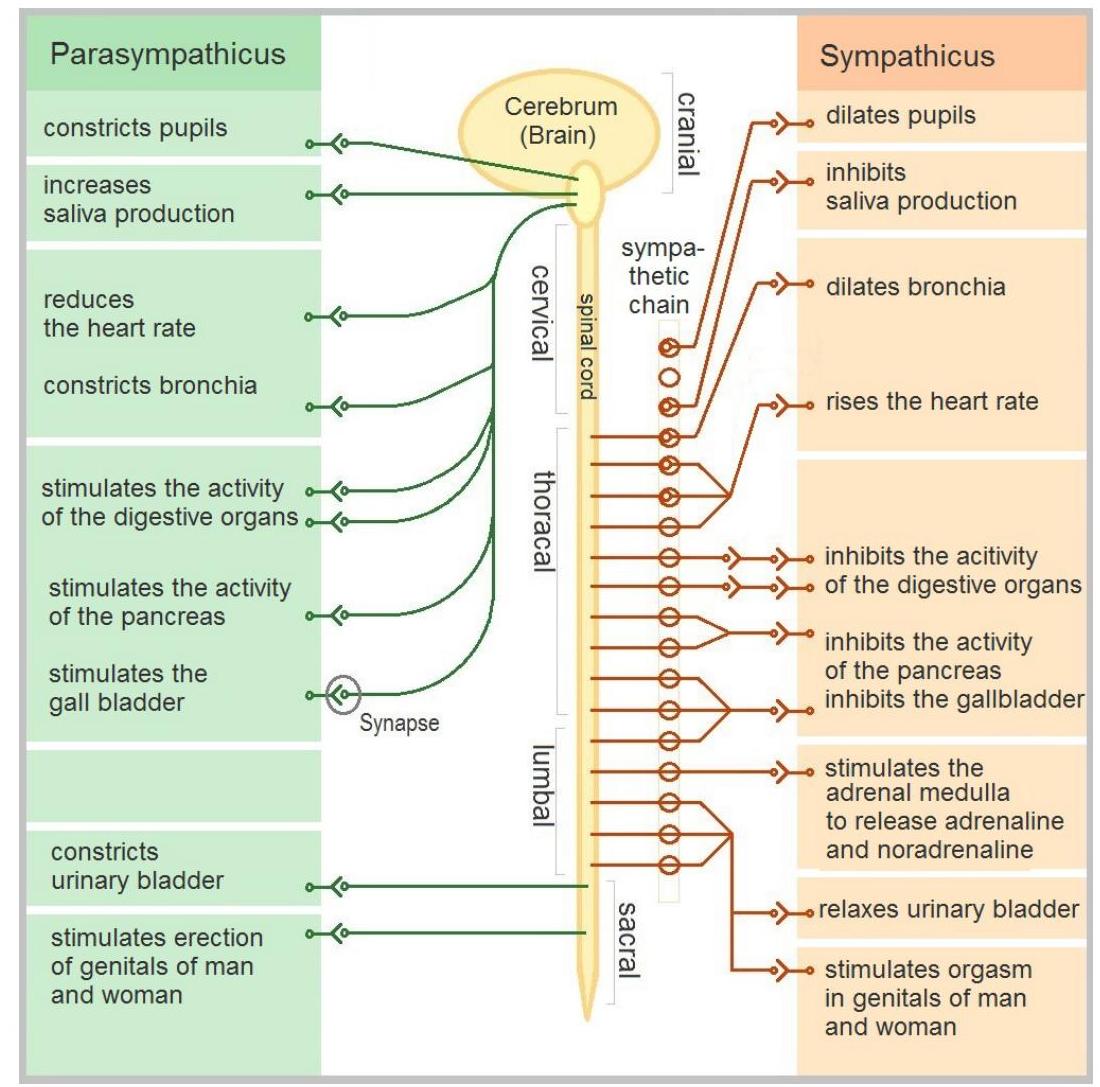 Parasympathicus
constricts pupils
increases
saliva production
reduces
the heart rate
constricts bronchia
stimulates the activity
of the digestive organs
stimulates the activity
of the pancreas
stimulates the
gall bladder
constricts
urinary bladder
stimulates erection
of genitals of man
and woman
Synapse
Cerebrum
(Brain)
cranial
cervical
spinal cord
thoracal
lumbal
sacral
sympa-
thetic
chain
Sympathicus
dilates pupils
inhibits
saliva production
dilates bronchia
rises the heart rate
inhibits the acitivity
of the digestive organs
inhibits the activity
of the pancreas
inhibits the gallbladder
stimulates the
adrenal medulla
to release adrenaline
and noradrenaline
relaxes urinary bladder
stimulates orgasm
in genitals of man
and woman